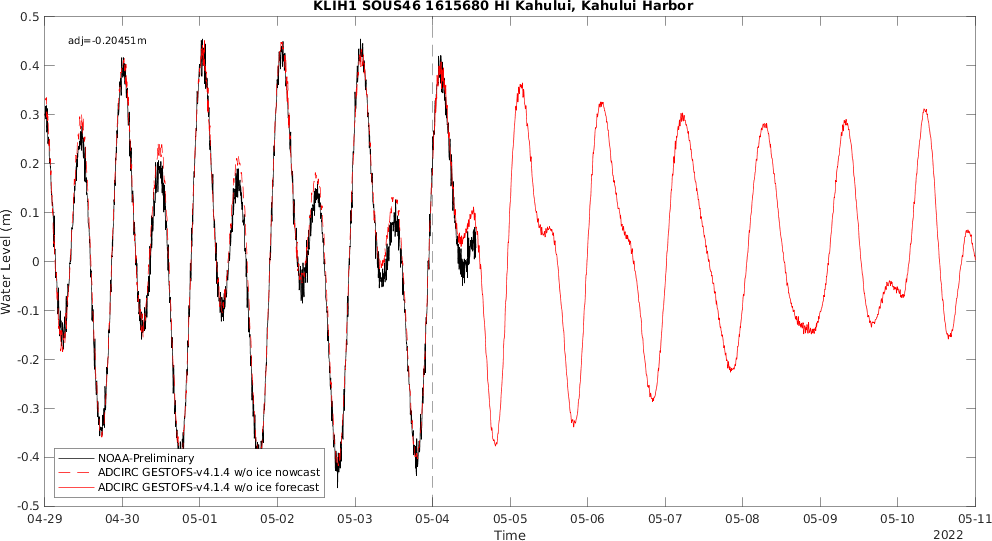 KLIH1 SOUS46 1615680 HI Kahului, Kahului Harbor
adj=-0.20451m
0.5
0.4
0.3
0.2
0.1
0
-0.1
-0.2
-0.3
-0.4
-0.5
Water Level (m)
NOAA-Preliminary
ADCIRC GESTOFS-v4.1.4 w/o ice nowcast
ADCIRC GESTOFS-v4.1.4 w/o ice forecast
04-29 04-30 05-01 05-02 05-03 05-04 05-05 05-06 05-07 05-08 05-09 05-10 05-11
Time
2022